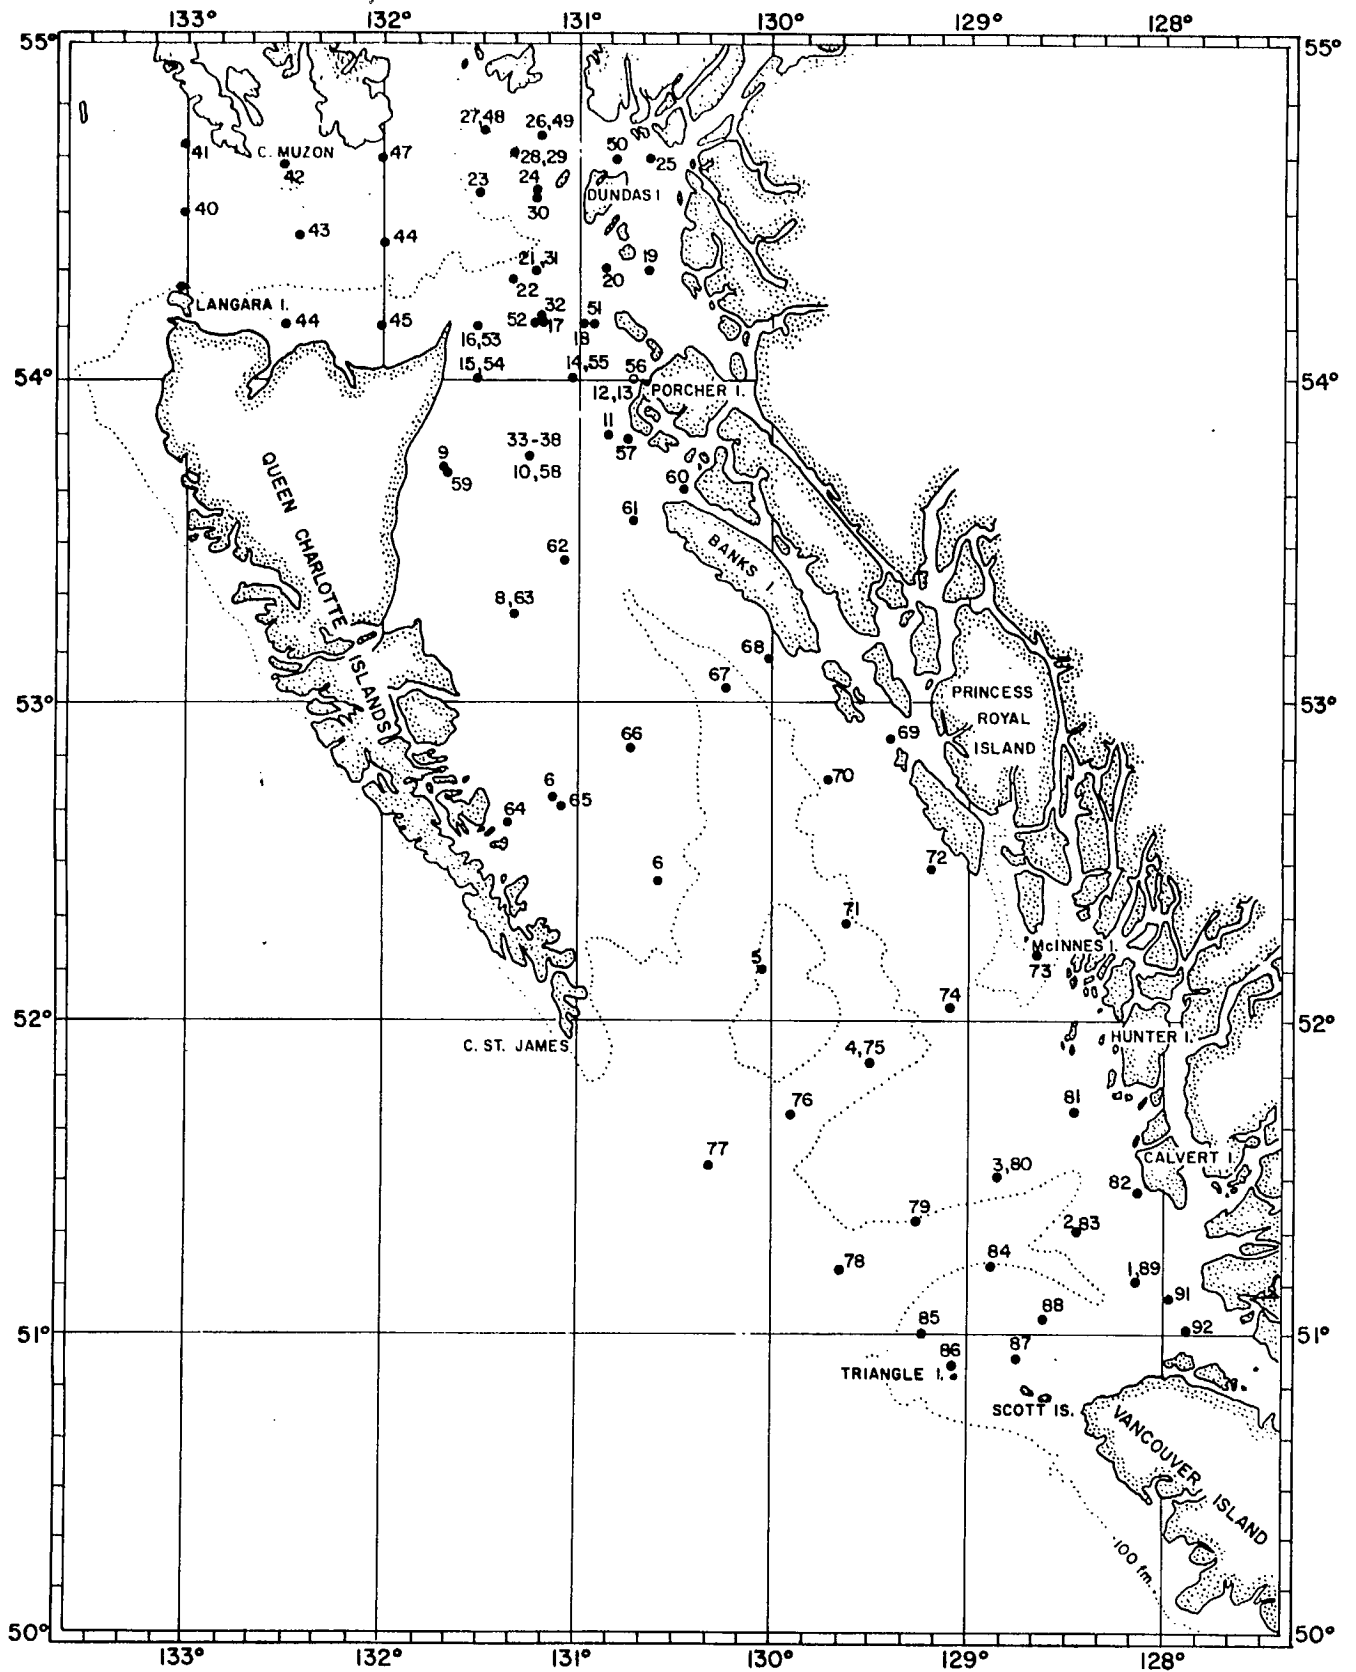 133° 132° 131° 130° 129° 128°
55° 55°
27,48 26,49
41 C. MUZON 47 28,29 50 25
42 23 24
DUNDAS I
40 30
43 44
21,31 19
22 20
LANGARA I.
44 45 52 32 17 51
16,53 18
15,54 14,55 56
54° 54°
12,13 PORCHER I.
11
33-38 57
9 10,58
59 60
61
QUEEN CHARLOTTE ISLANDS
BANKS I.
62
8,63
68
67
53° 53°
PRINCESS
ROYAL
ISLAND
66 69
6 70
64 65
72
6
71
McINNES I.
5 73
74
52° 52°
HUNTER I.
C. ST. JAMES
4,75
76 81
77 CALVERT I.
3,80
82
79 2,83
78 84
1,89
91
85 88
92
51° 51°
86 87
TRIANGLE I.
SCOTT IS.
VANCOUVER ISLAND
100 fm.
50° 50°
133° 132° 131° 130° 129° 128°